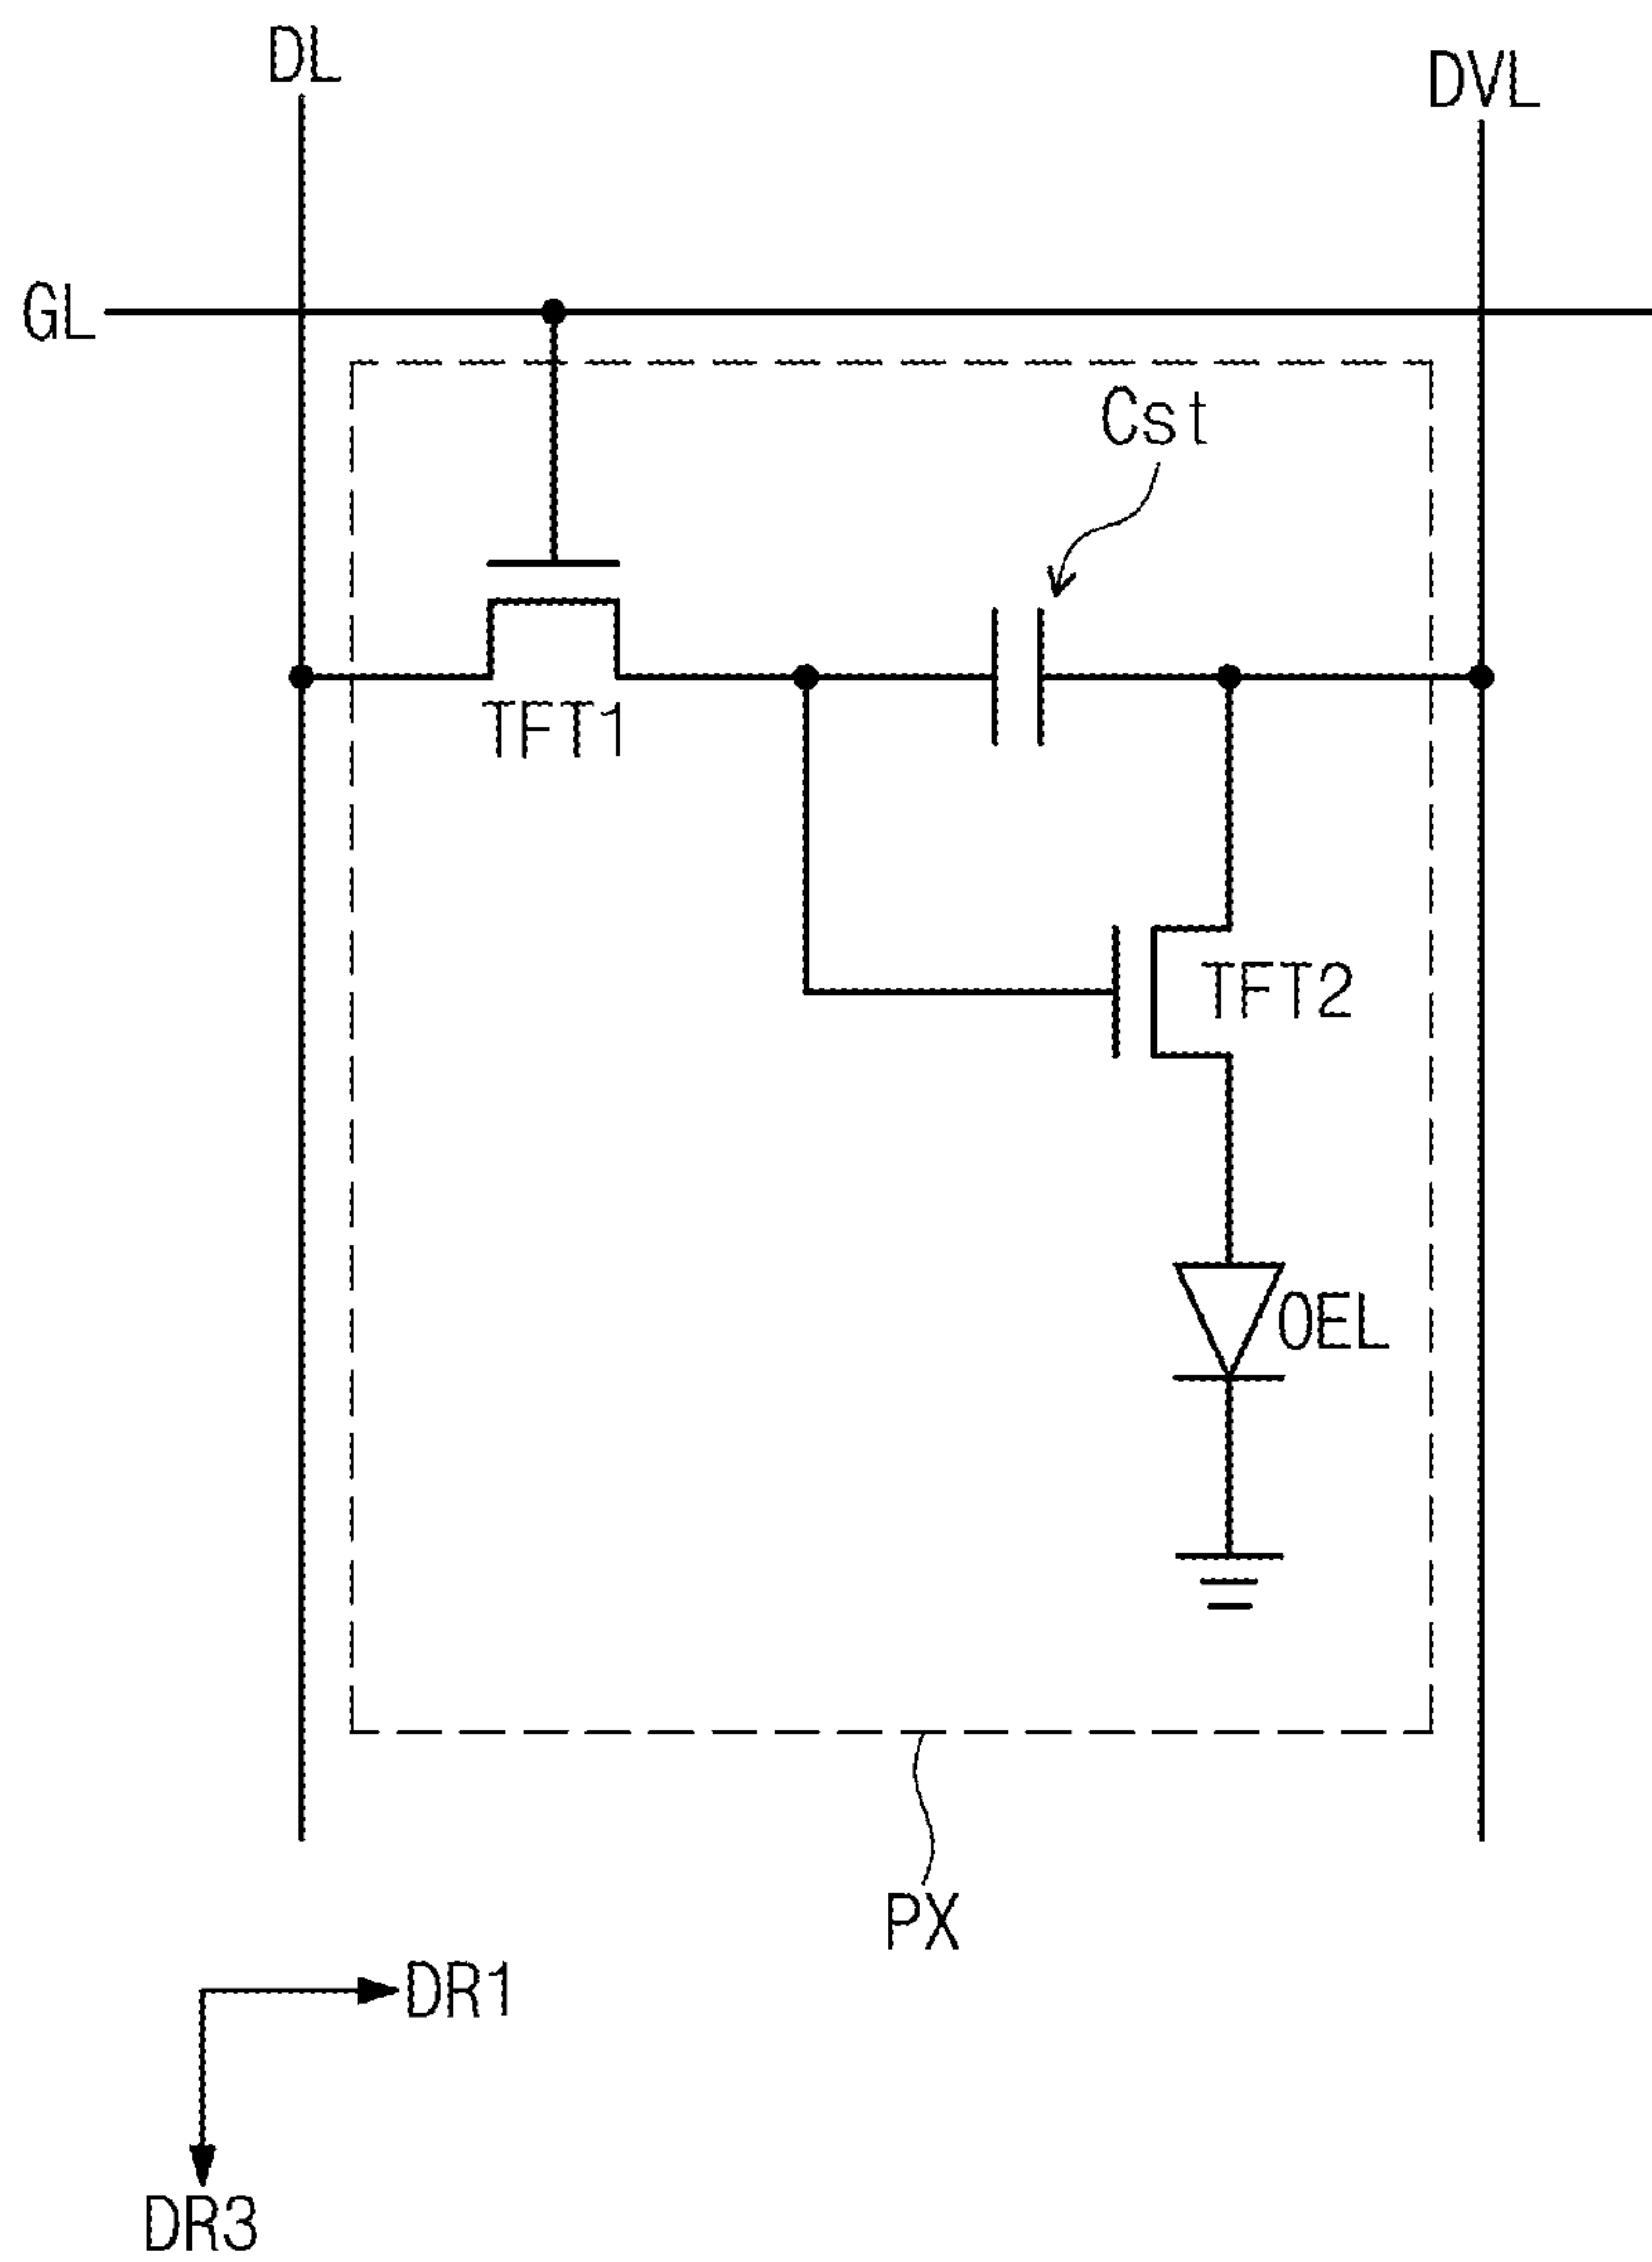 DL
DVL
GL
Cst
TFT1
TFT2
OEL
PX
DR1
DR3